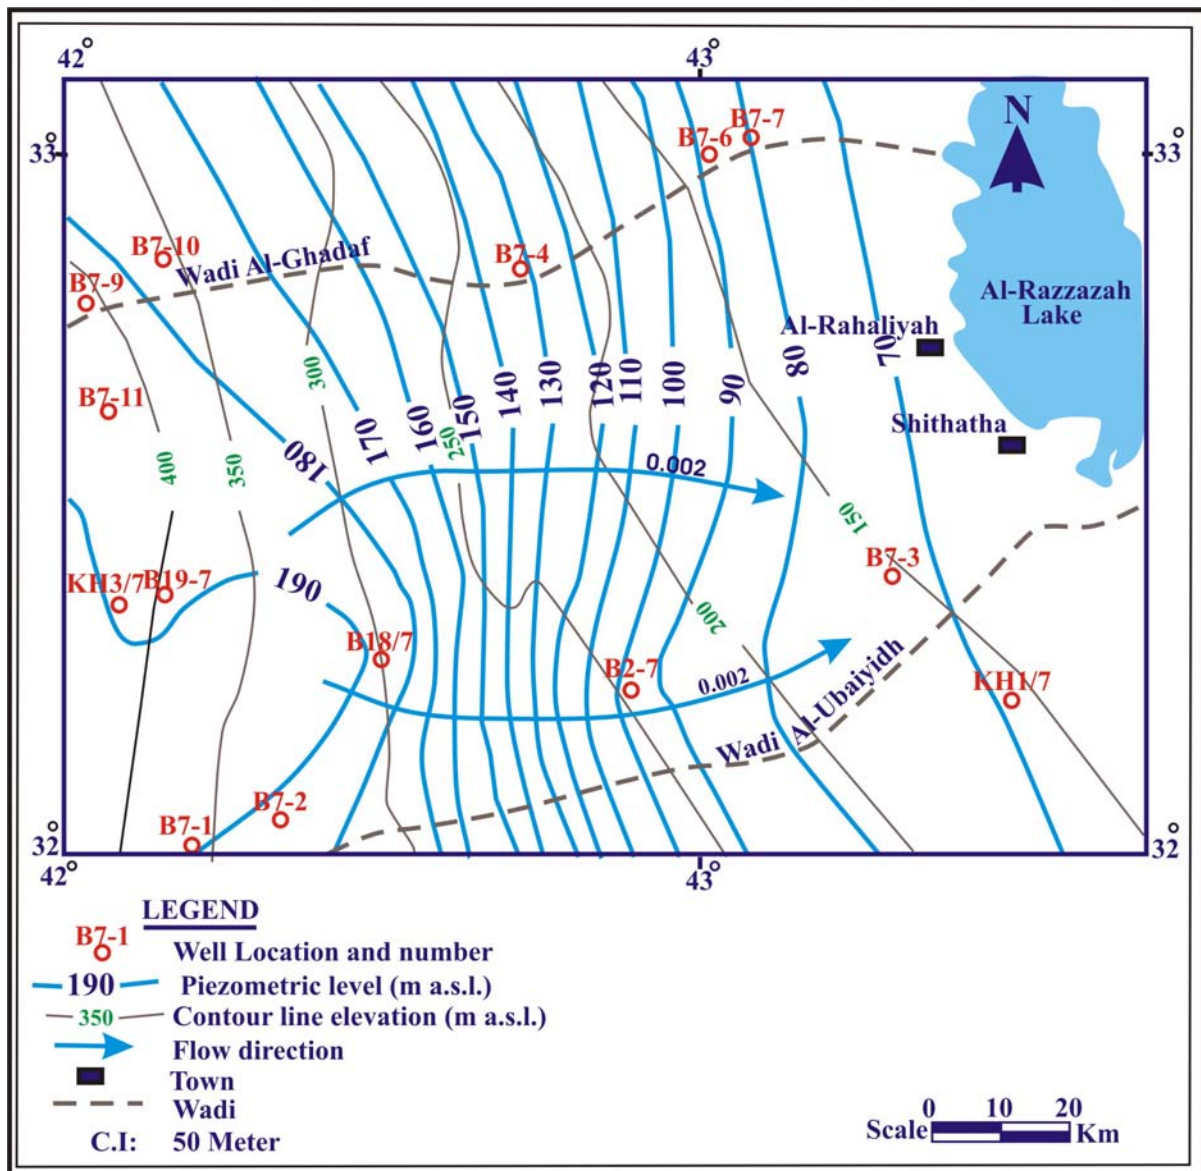 42°
43°
N
33°
33°
B7-6
B7-7
B7-10
Wadi Al-Ghadaf
B7-4
B7-9
Al-Razzazah
Lake
Al-Rahaliyah
B7-11
300
80
70
180
170
160
150
140
130
120
110
100
90
Shithatha
400
350
250
0.002
150
B7-3
KH3/7
B19-7
190
200
B18/7
B2-7
0.002
KH1/7
Wadi Al-Ubaiyidh
B7-2
B7-1
32°
32°
42°
43°
LEGEND
B7-1 Well Location and number
190 Piezometric level (m a.s.l.)
350 Contour line elevation (m a.s.l.)
Flow direction
Town
Wadi
C.I: 50 Meter
0 10 20
Scale Km